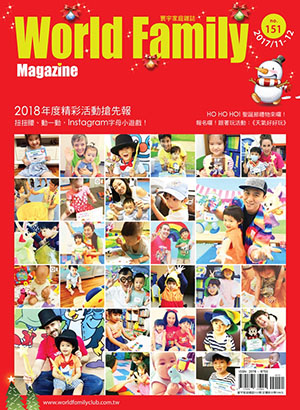 寰宇家庭雜誌
World Family
Magazine
no.
151
2017/11-12
2018年度精彩活動搶先報
扭扭腰,動一動,Instagram字母小遊戲!
HO HO HO! 聖誕節禮物來囉!
報名囉!跟著玩活動:《天氣好好玩》
www.worldfamilyclub.com.tw